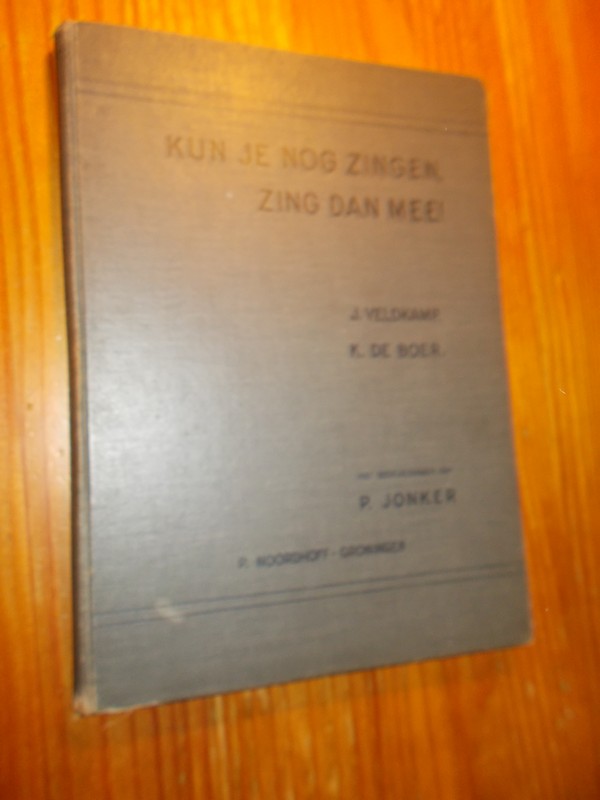 KUN JE NOG ZINGEN,
ZING DAN MEE!
J. VELDKAMP.
K. DE BOER.
P. JONKER
P. NOORDHOFF - GRONINGEN